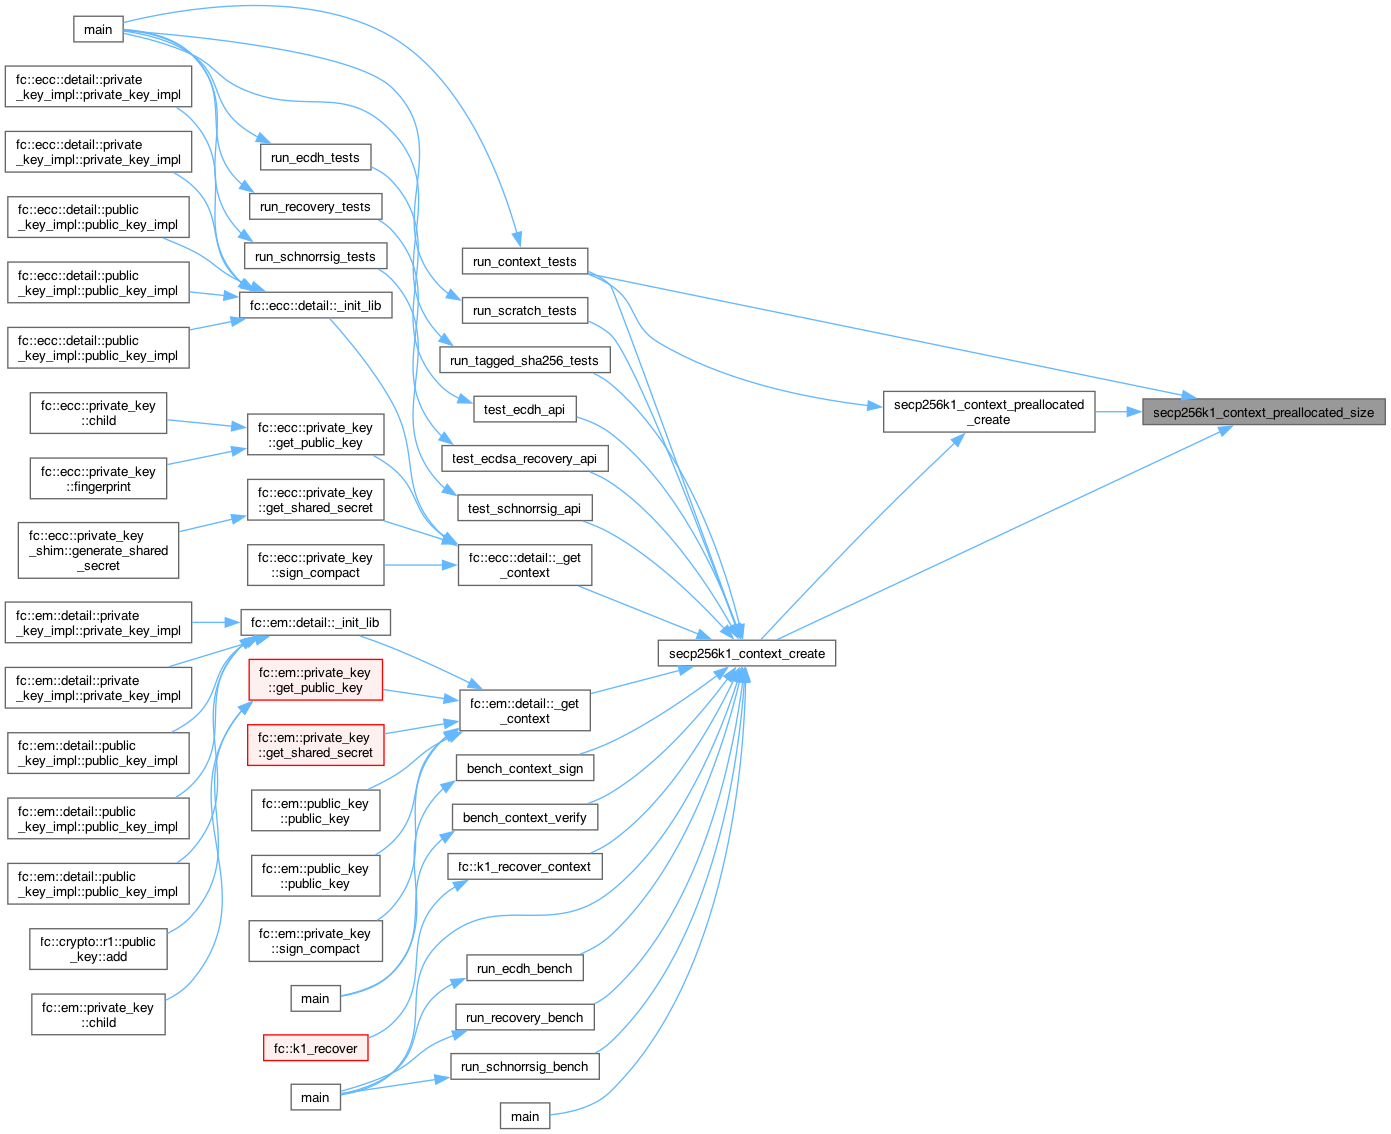 main
fc::ecc::detail::private
_key_impl::private_key_impl
fc::ecc::detail::private
_key_impl::private_key_impl
fc::ecc::detail::public
_key_impl::public_key_impl
fc::ecc::detail::public
_key_impl::public_key_impl
fc::ecc::detail::public
_key_impl::public_key_impl
fc::ecc::private_key
::child
fc::ecc::private_key
::fingerprint
fc::ecc::private_key
_shim::generate_shared
_secret
fc::em::detail::private
_key_impl::private_key_impl
fc::em::detail::private
_key_impl::private_key_impl
fc::em::detail::public
_key_impl::public_key_impl
fc::em::detail::public
_key_impl::public_key_impl
fc::em::detail::public
_key_impl::public_key_impl
fc::crypto::r1::public
_key::add
fc::em::private_key
::child
run_ecdh_tests
run_recovery_tests
run_schnorrsig_tests
fc::ecc::detail::_init_lib
fc::ecc::private_key
::get_public_key
fc::ecc::private_key
::get_shared_secret
fc::ecc::private_key
::sign_compact
fc::em::detail::_init_lib
fc::em::private_key
::get_public_key
fc::em::private_key
::get_shared_secret
fc::em::public_key
::public_key
fc::em::public_key
::public_key
fc::em::private_key
::sign_compact
main
fc::k1_recover
main
run_context_tests
run_scratch_tests
run_tagged_sha256_tests
test_ecdh_api
test_ecdsa_recovery_api
test_schnorrsig_api
fc::ecc::detail::_get
_context
fc::em::detail::_get
_context
bench_context_sign
bench_context_verify
fc::k1_recover_context
run_ecdh_bench
run_recovery_bench
run_schnorrsig_bench
main
secp256k1_context_create
secp256k1_context_preallocated
_create
secp256k1_context_preallocated_size